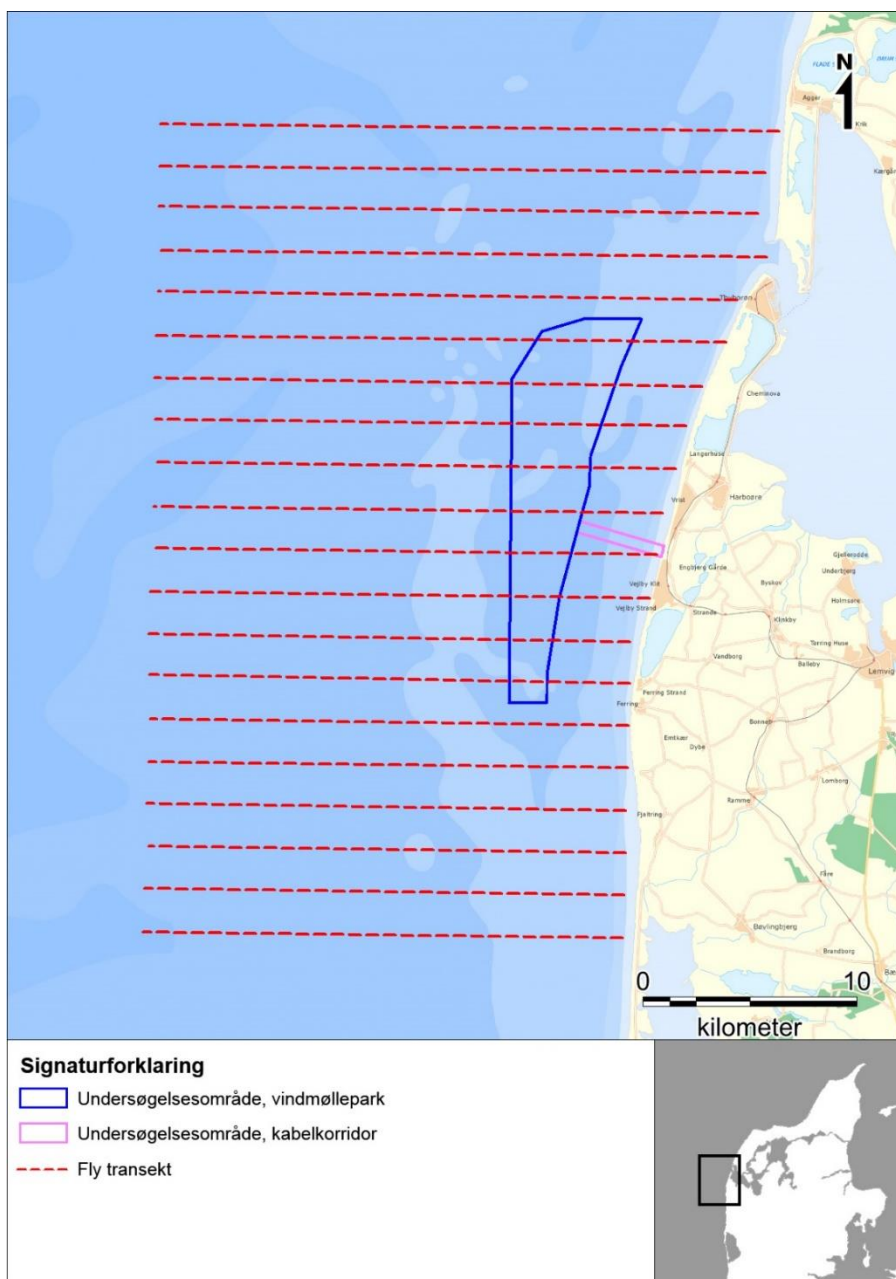 FLADE S
N
Agger
Krik
Thyborøn
Cheminova
Langerhuse
Vrist
Harboøre
Gjellerodde
Engbjerg Gårde
Underbjerg
Vejlby Klit
Byskov
Holmsøre
Vejlby Strand
Strande
Klinkby
Tørring Huse
Vandborg
Balleby
Lemvig
Ferring Strand
Ferring
Bonnet
Emtkær
Dybe
Lomborg
Ramme
Fjaltring
Fåre
Bøvlingbjerg
Brandborg
0 10
kilometer
Signaturforklaring
Undersøgelsesområde, vindmøllepark
Undersøgelsesområde, kabelkorridor
Fly transekt